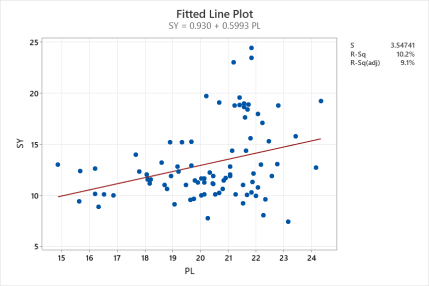 Fitted Line Plot
SY = 0.930 + 0.5993 PL
S 3.54741
R-Sq 10.2%
R-Sq(adj) 9.1%
25
20
15
10
5
SY
15 16 17 18 19 20 21 22 23 24
PL